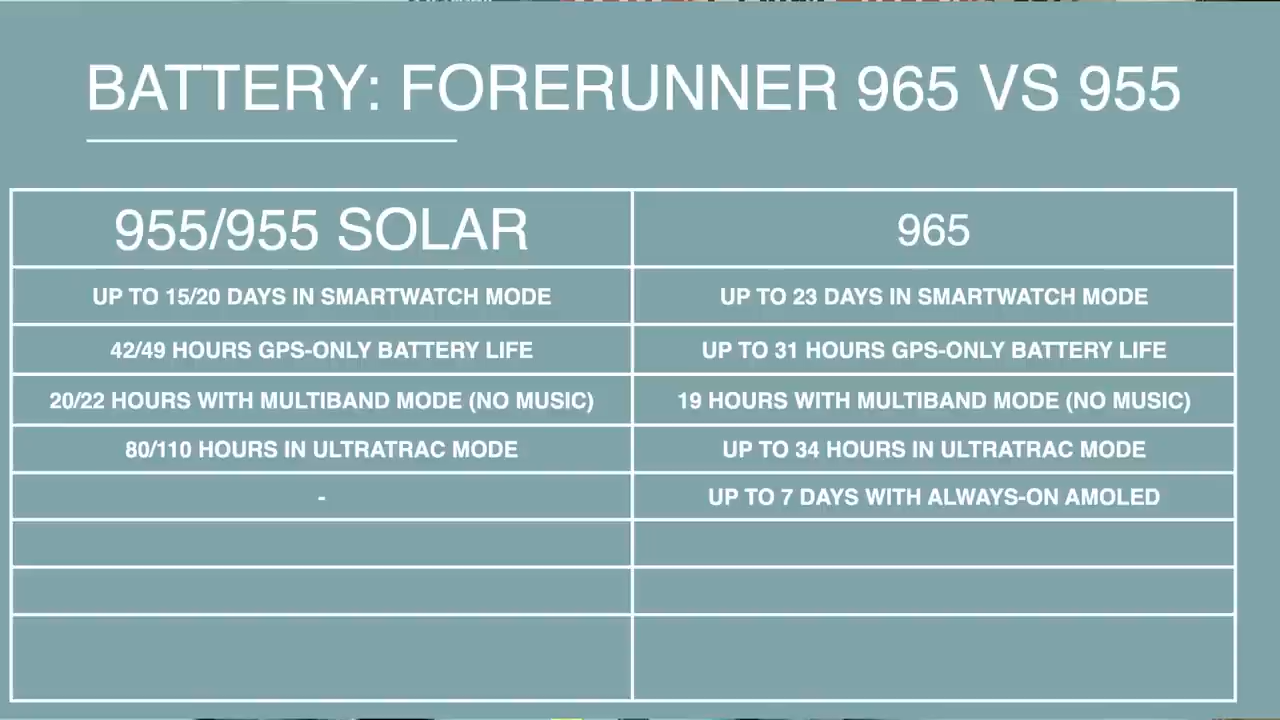 BATTERY: FORERUNNER 965 VS 955
955/955 SOLAR
965
UP TO 15/20 DAYS IN SMARTWATCH MODE
UP TO 23 DAYS IN SMARTWATCH MODE
42/49 HOURS GPS-ONLY BATTERY LIFE
UP TO 31 HOURS GPS-ONLY BATTERY LIFE
20/22 HOURS WITH MULTIBAND MODE (NO MUSIC)
19 HOURS WITH MULTIBAND MODE (NO MUSIC)
80/110 HOURS IN ULTRATRAC MODE
UP TO 34 HOURS IN ULTRATRAC MODE
-
UP TO 7 DAYS WITH ALWAYS-ON AMOLED